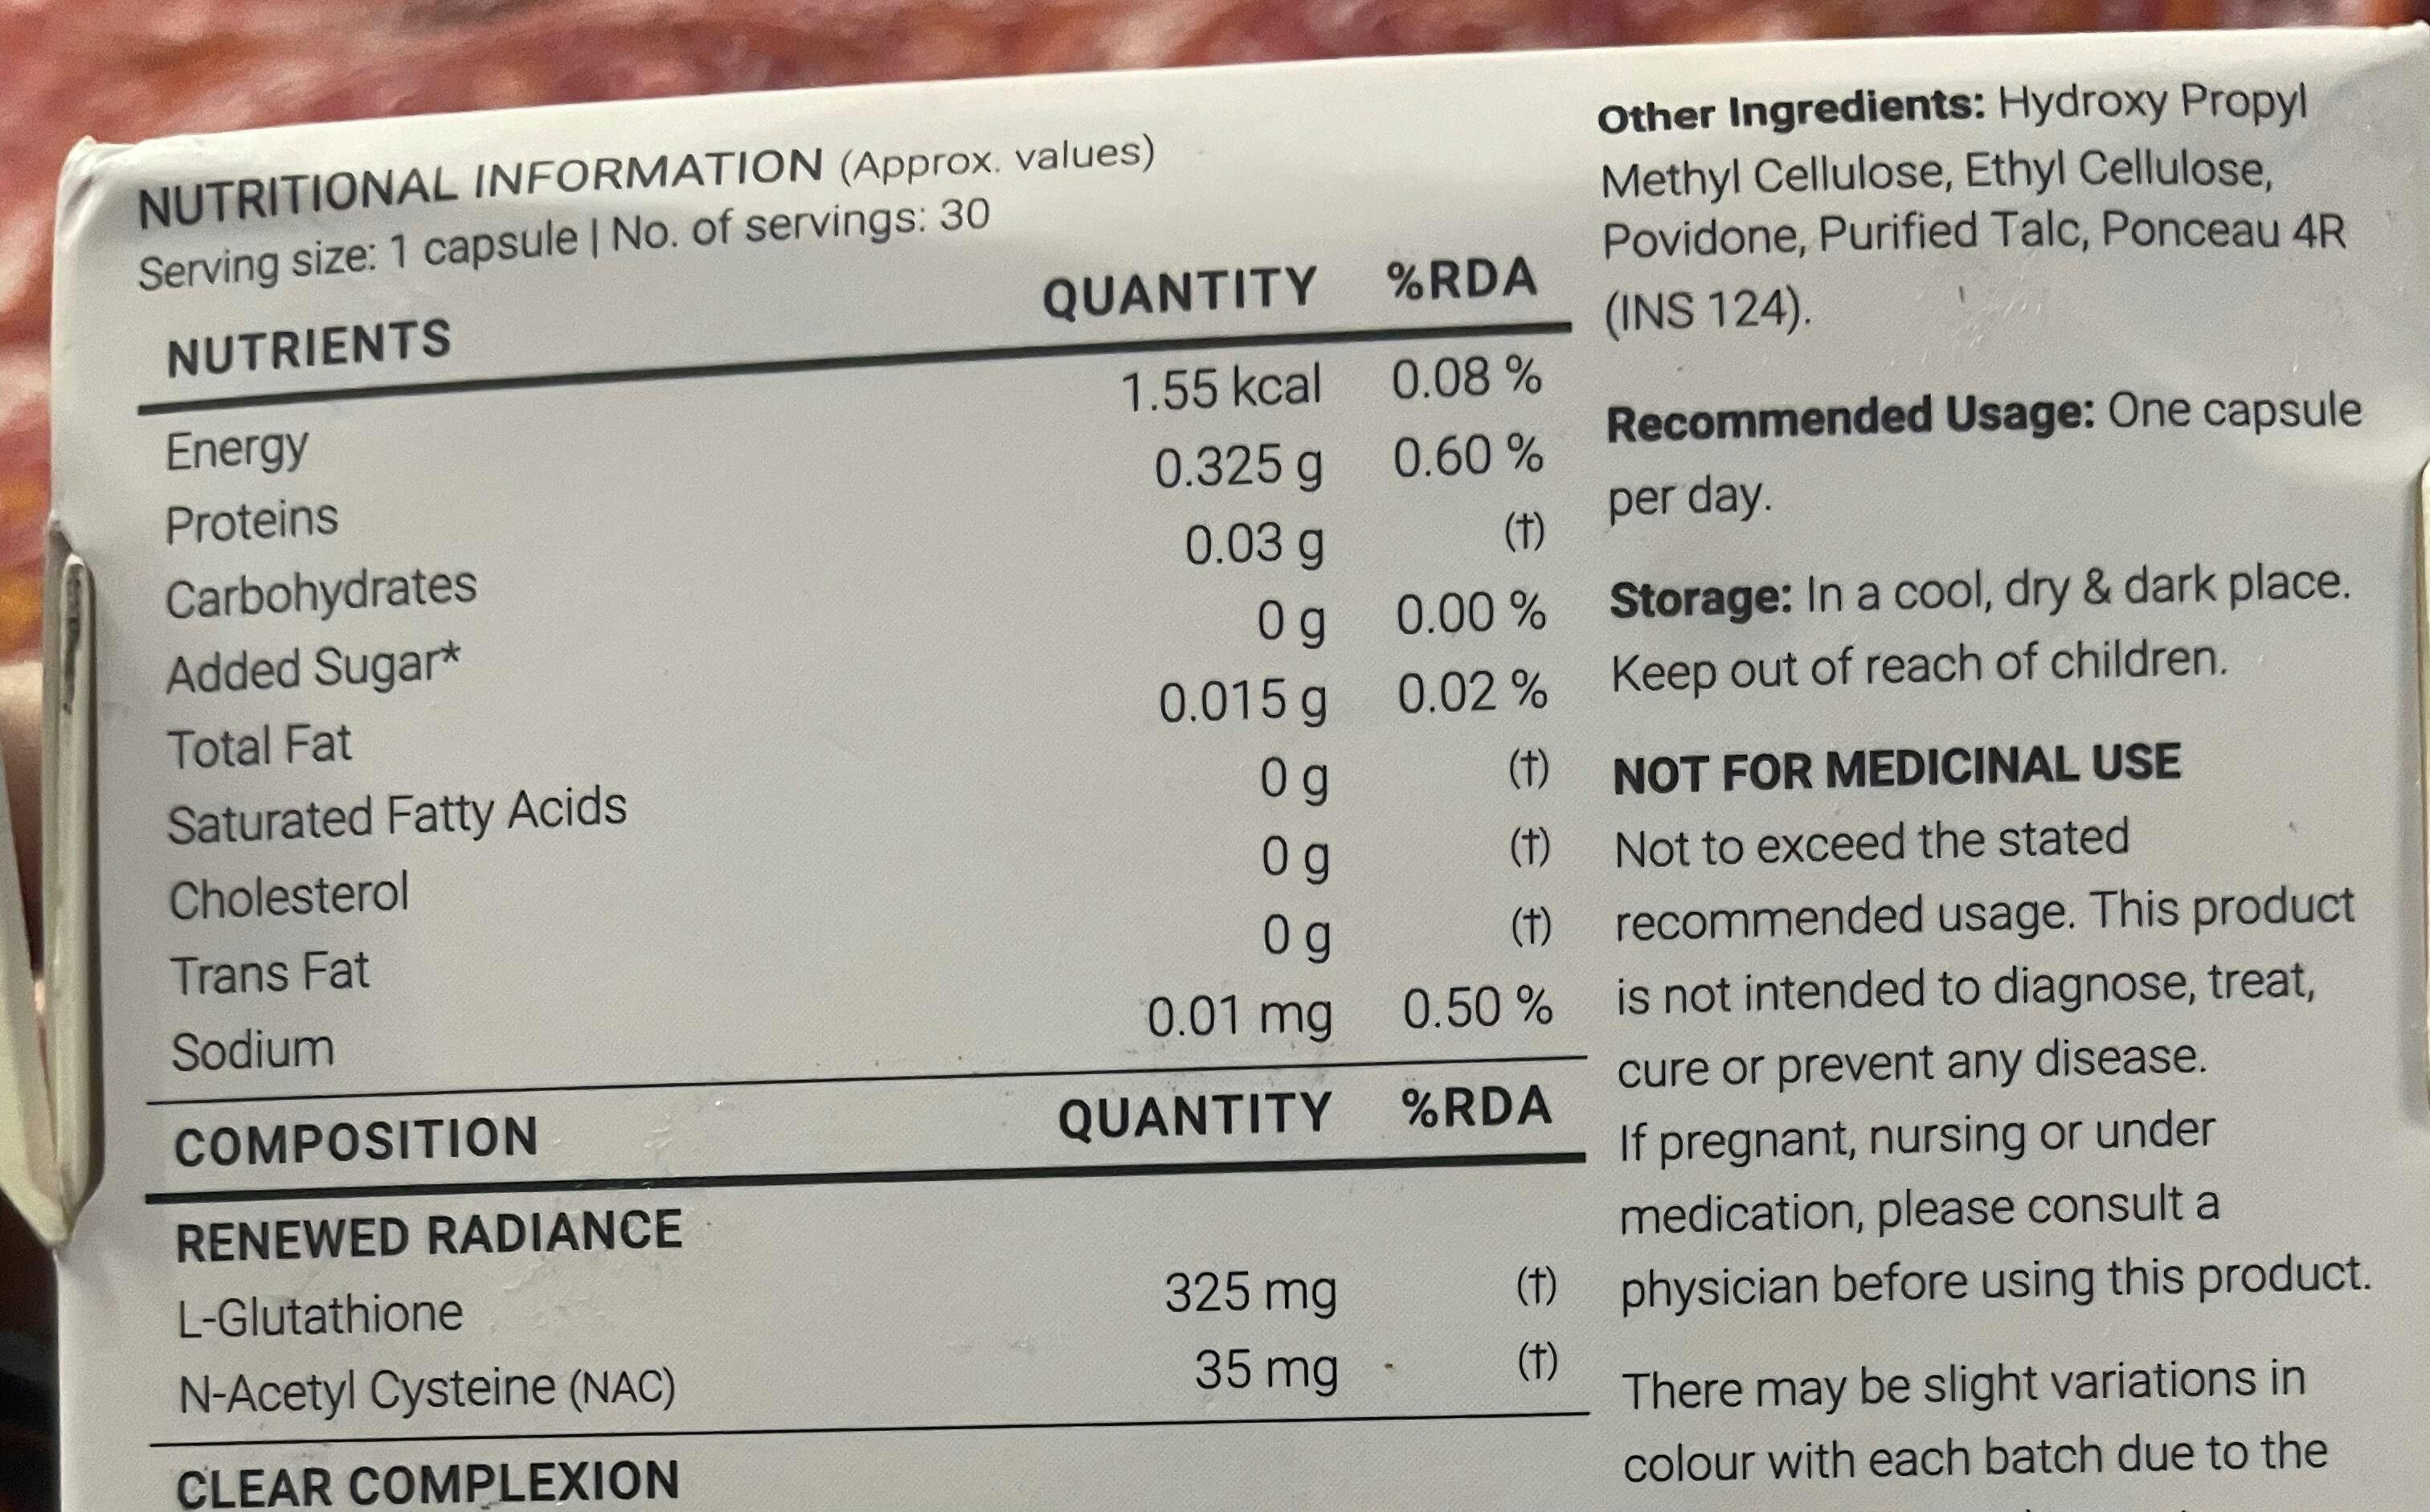 NUTRITIONAL INFORMATION (Approx. values)
Serving size: 1 capsule | No. of servings: 30
NUTRIENTS QUANTITY %RDA
Energy 1.55 kcal 0.08 %
Proteins 0.325 g 0.60 %
Carbohydrates 0.03 g (†)
Added Sugar* 0 g 0.00 %
Total Fat 0.015 g 0.02 %
Saturated Fatty Acids 0 g (†)
Cholesterol 0 g (†)
Trans Fat 0 g (†)
Sodium 0.01 mg 0.50 %
COMPOSITION QUANTITY %RDA
RENEWED RADIANCE
L-Glutathione 325 mg (†)
N-Acetyl Cysteine (NAC) 35 mg (†)
CLEAR COMPLEXION
Other Ingredients: Hydroxy Propyl
Methyl Cellulose, Ethyl Cellulose,
Povidone, Purified Talc, Ponceau 4R
(INS 124).
Recommended Usage: One capsule
per day.
Storage: In a cool, dry & dark place.
Keep out of reach of children.
NOT FOR MEDICINAL USE
Not to exceed the stated
recommended usage. This product
is not intended to diagnose, treat,
cure or prevent any disease.
If pregnant, nursing or under
medication, please consult a
physician before using this product.
There may be slight variations in
colour with each batch due to the